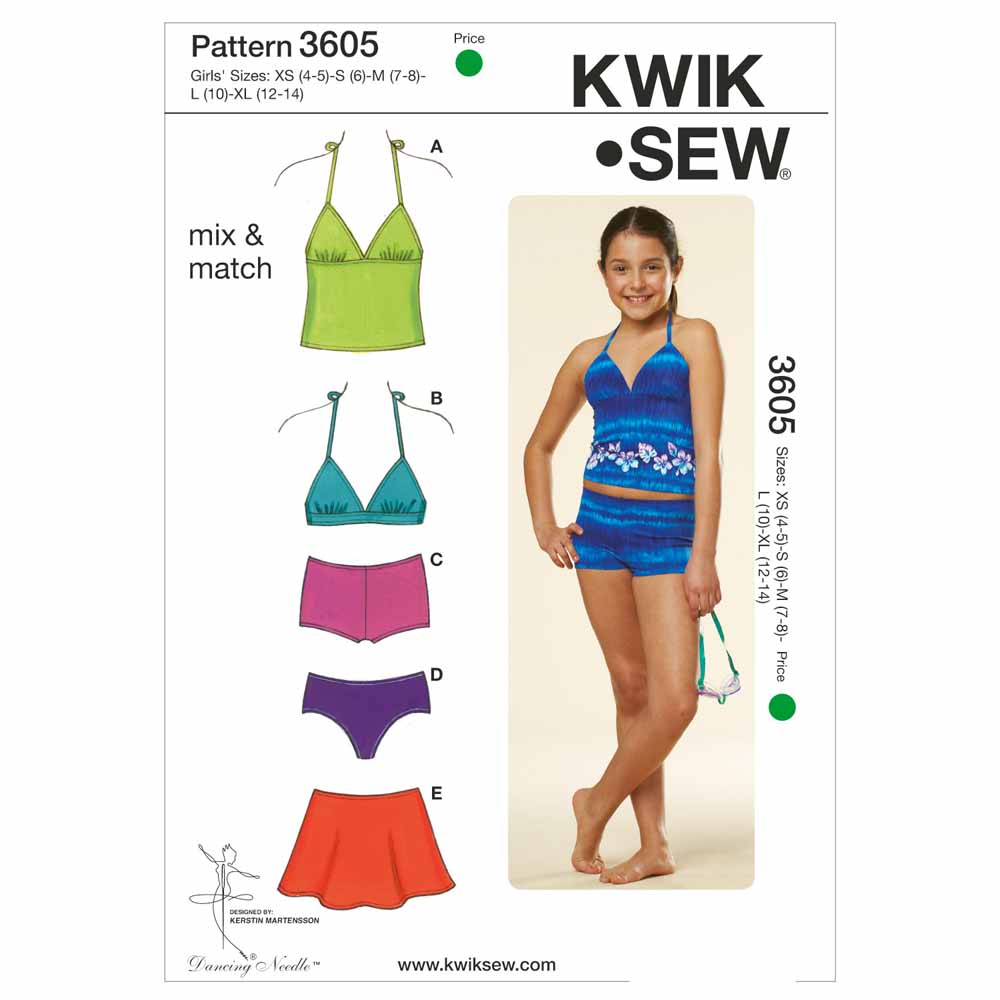 Pattern 3605
Price
Girls' Sizes: XS (4-5)-S (6)-M (7-8)-
L (10)-XL (12-14)
KWIK
•SEW®
mix &
match
A
B
C
D
E
3605 Sizes: XS (4-5)-S (6)-M (7-8)- Price
L (10)-XL (12-14)
DESIGNED BY:
KERSTIN MARTENSSON
Dancing® Needle™
www.kwiksew.com